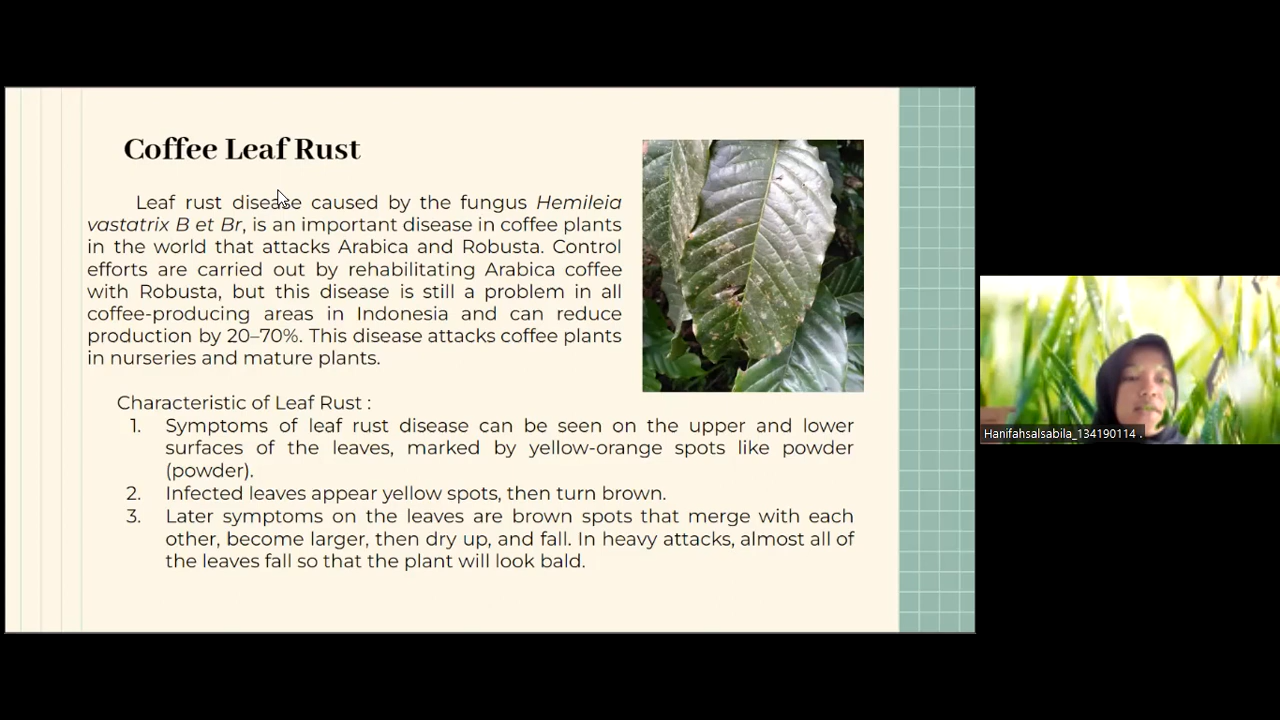 Coffee Leaf Rust
Leaf rust disease caused by the fungus Hemileia
vastatrix B et Br, is an important disease in coffee plants
in the world that attacks Arabica and Robusta. Control
efforts are carried out by rehabilitating Arabica coffee
with Robusta, but this disease is still a problem in all
coffee-producing areas in Indonesia and can reduce
production by 20–70%. This disease attacks coffee plants
in nurseries and mature plants.
Characteristic of Leaf Rust :
1. Symptoms of leaf rust disease can be seen on the upper and lower
surfaces of the leaves, marked by yellow-orange spots like powder
(powder).
2. Infected leaves appear yellow spots, then turn brown.
3. Later symptoms on the leaves are brown spots that merge with each
other, become larger, then dry up, and fall. In heavy attacks, almost all of
the leaves fall so that the plant will look bald.
Hanifahsalsabila_134190114 .